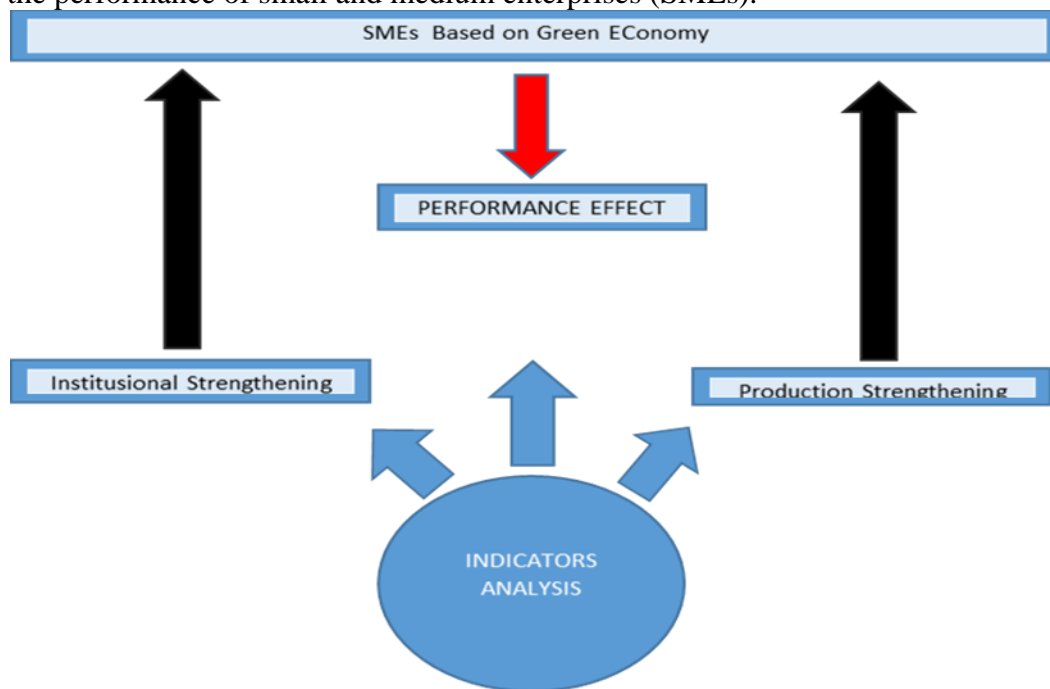 the performance of small and medium enterprises (SMEs).
SMEs Based on Green EConomy
PERFORMANCE EFFECT
Institusional Strengthening
Production Strengthening
INDICATORS
ANALYSIS